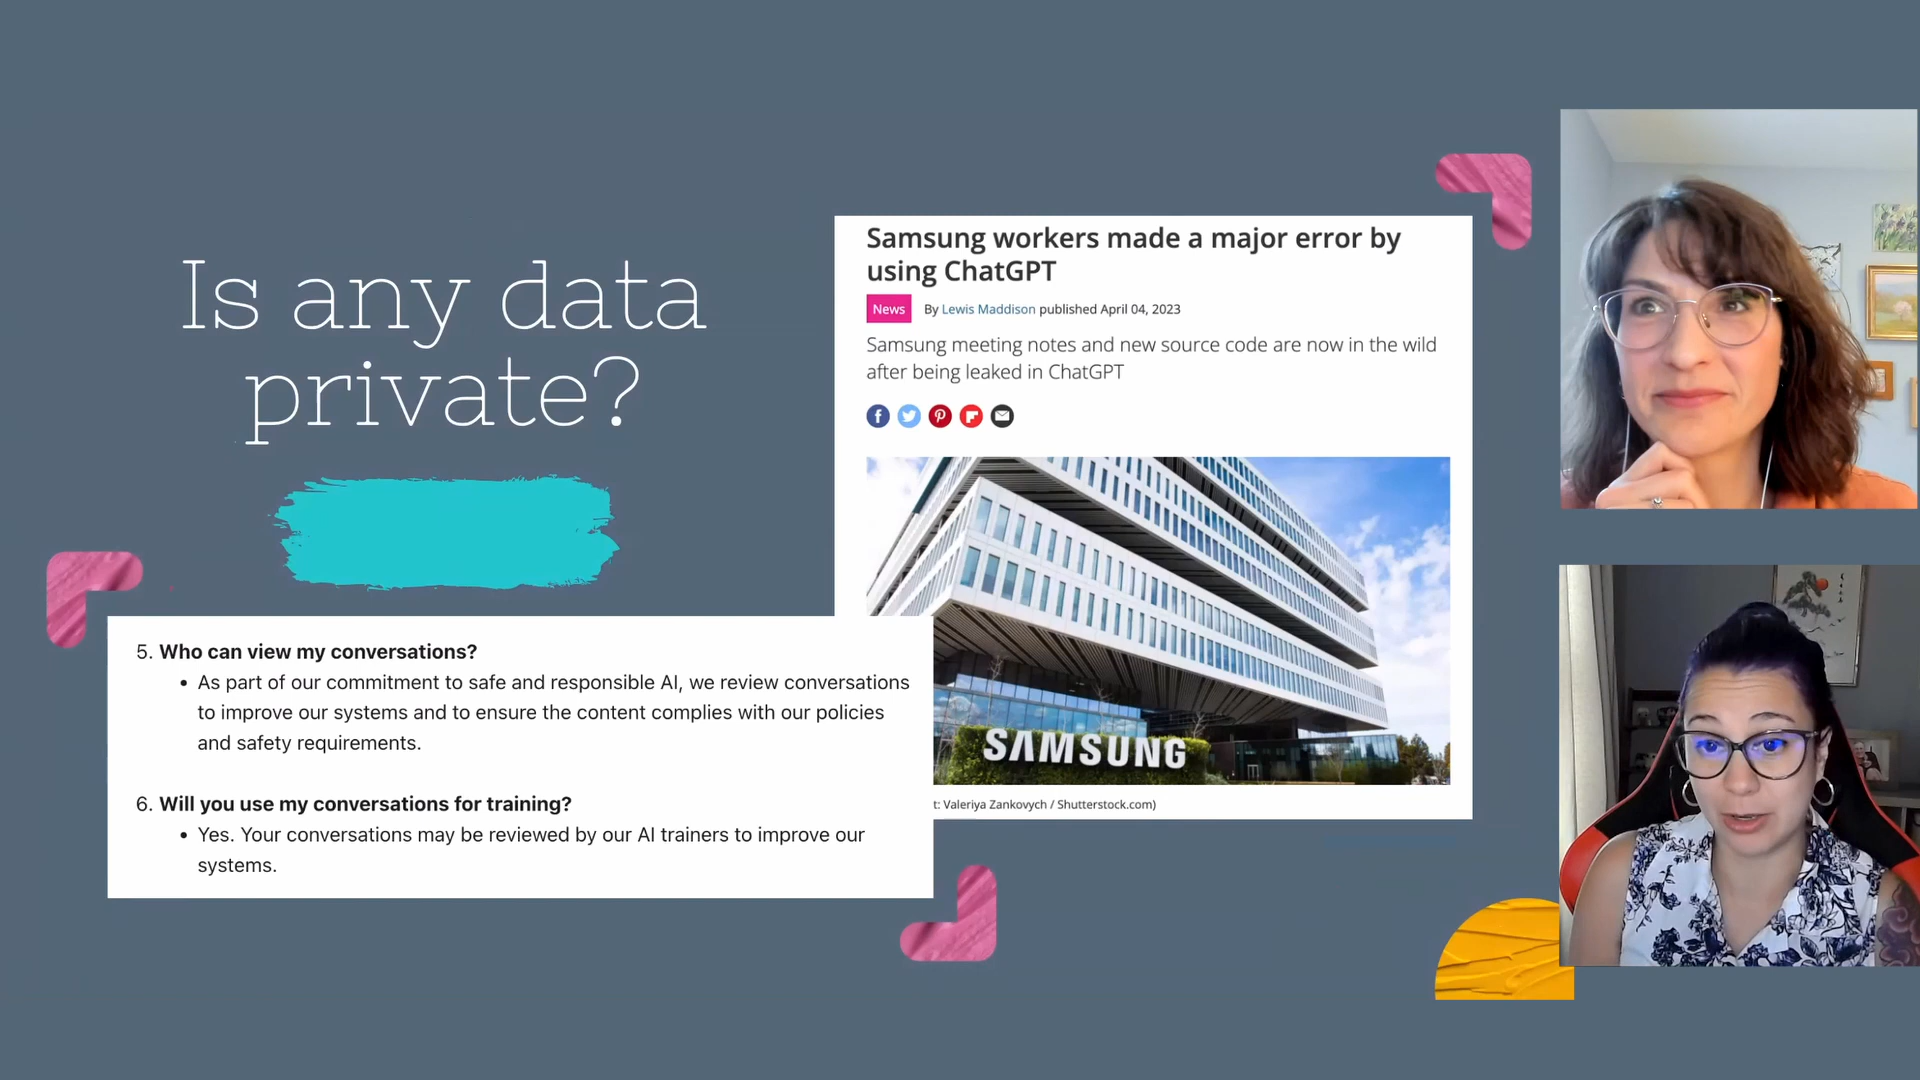 Is any data
private?
Samsung workers made a major error by
using ChatGPT
News By Lewis Maddison published April 04, 2023
Samsung meeting notes and new source code are now in the wild
after being leaked in ChatGPT
SAMSUNG
t: Valeriya Zankovych / Shutterstock.com)
5. Who can view my conversations?
• As part of our commitment to safe and responsible AI, we review conversations
to improve our systems and to ensure the content complies with our policies
and safety requirements.
6. Will you use my conversations for training?
• Yes. Your conversations may be reviewed by our AI trainers to improve our
systems.